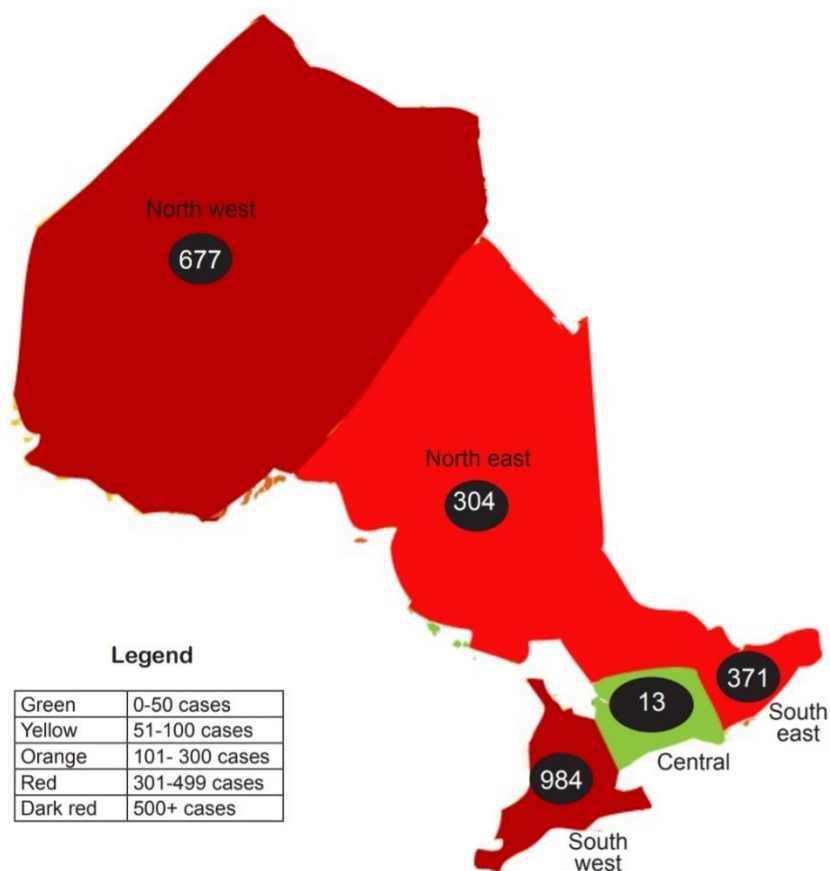 North west
677
North east
304
Legend
Green 0-50 cases
Yellow 51-100 cases
Orange 101- 300 cases
Red 301-499 cases
Dark red 500+ cases
371
South
east
13
Central
984
South
west